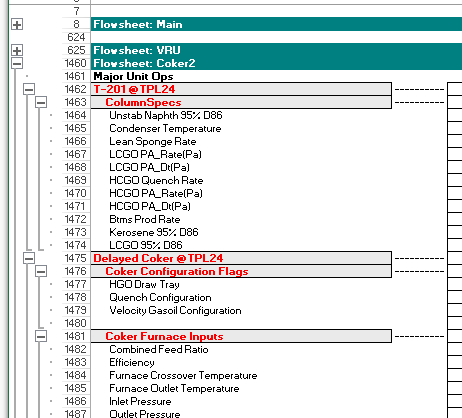 7
8 Flowsheet: Main
624
625 Flowsheet: VRU
1460 Flowsheet: Coker2
1461 Major Unit Ops
1462 T-201 @TPL24 ----------
1463 ColumnSpecs ----------
1464 Unstab Naphth 95% D86
1465 Condenser Temperature
1466 Lean Sponge Rate
1467 LCGO PA_Rate(Pa)
1468 LCGO PA_Dt(Pa)
1469 HCGO Quench Rate
1470 HCGO PA_Rate(Pa)
1471 HCGO PA_Dt(Pa)
1472 Btms Prod Rate
1473 Kerosene 95% D86
1474 LCGO 95% D86
1475 Delayed Coker @TPL24 ----------
1476 Coker Configuration Flags ----------
1477 HGO Draw Tray
1478 Quench Configuration
1479 Velocity Gasoil Configuration
1480
1481 Coker Furnace Inputs ----------
1482 Combined Feed Ratio
1483 Efficiency
1484 Furnace Crossover Temperature
1485 Furnace Outlet Temperature
1486 Inlet Pressure
1487 Outlet Pressure